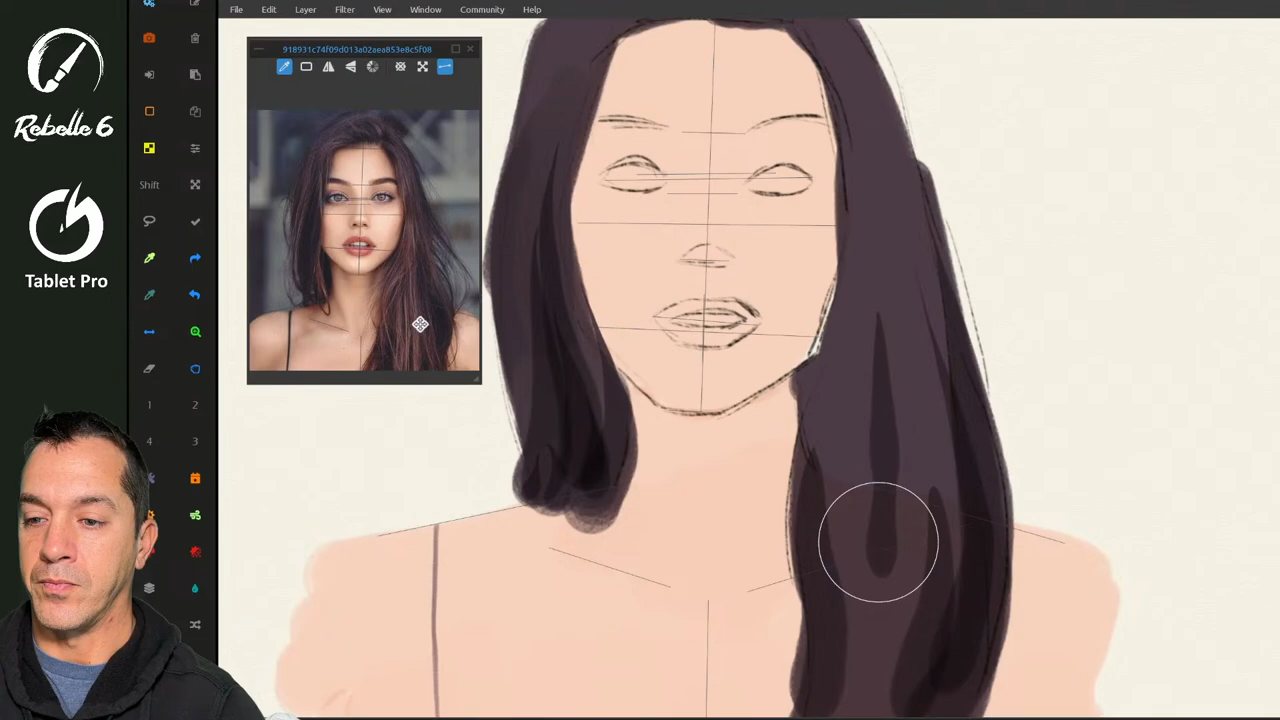 File Edit Layer Filter View Window Community Help
918931c74f09d013a02aea853e8c5f08
Rebelle 6
Shift
Tablet Pro
1 2
4 3